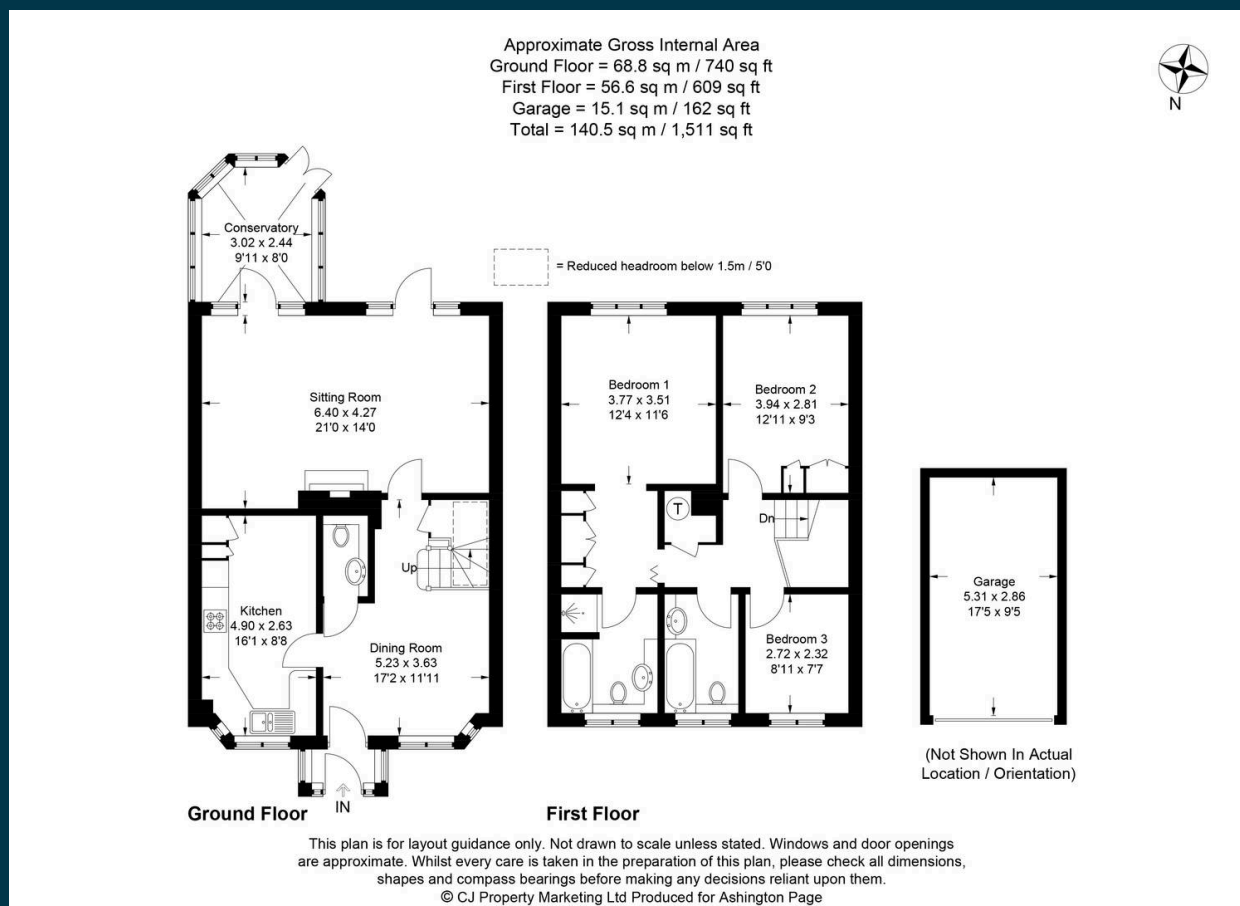 Approximate Gross Internal Area
Ground Floor = 68.8 sq m / 740 sq ft
First Floor = 56.6 sq m / 609 sq ft
Garage = 15.1 sq m / 162 sq ft
Total = 140.5 sq m / 1,511 sq ft
N
Conservatory
3.02 x 2.44
9'11 x 8'0
= Reduced headroom below 1.5m / 5'0
Sitting Room
6.40 x 4.27
21'0 x 14'0
Up
Kitchen
4.90 x 2.63
16'1 x 8'8
Dining Room
5.23 x 3.63
17'2 x 11'11
IN
Ground Floor
Bedroom 1
3.77 x 3.51
12'4 x 11'6
Bedroom 2
3.94 x 2.81
12'11 x 9'3
T
Dn
Bedroom 3
2.72 x 2.32
8'11 x 7'7
First Floor
Garage
5.31 x 2.86
17'5 x 9'5
(Not Shown In Actual
Location / Orientation)
This plan is for layout guidance only. Not drawn to scale unless stated. Windows and door openings
are approximate. Whilst every care is taken in the preparation of this plan, please check all dimensions,
shapes and compass bearings before making any decisions reliant upon them.
© CJ Property Marketing Ltd Produced for Ashington Page